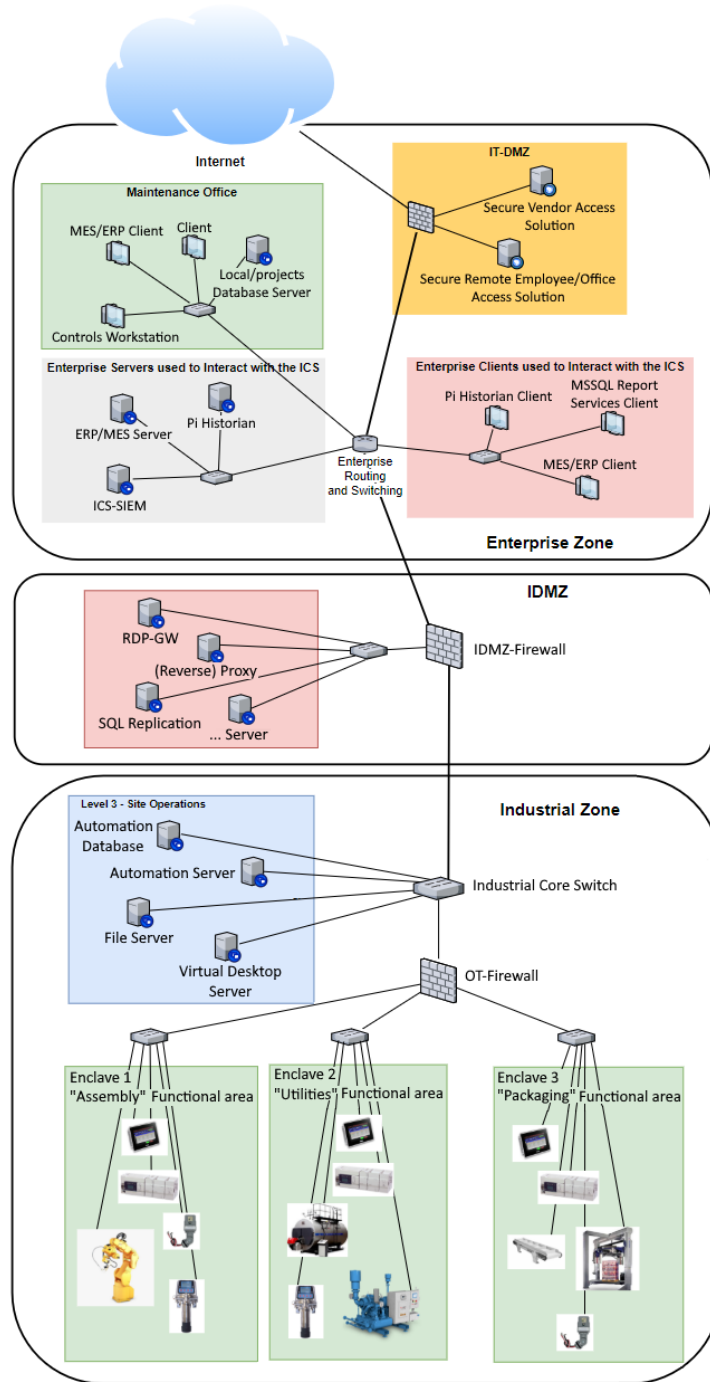 Internet
IT-DMZ
Secure Vendor Access
Solution
Secure Remote Employee/Office
Access Solution
Maintenance Office
MES/ERP Client
Client
Local/projects
Database Server
Controls Workstation
Enterprise Servers used to Interact with the ICS
Pi Historian
ERP/MES Server
ICS-SIEM
Enterprise
Routing
and Switching
Enterprise Clients used to Interact with the ICS
Pi Historian Client
MSSQL Report
Services Client
MES/ERP Client
Enterprise Zone
IDMZ
RDP-GW
(Reverse) Proxy
SQL Replication
... Server
IDMZ-Firewall
Industrial Zone
Level 3 - Site Operations
Automation
Database
Automation Server
File Server
Virtual Desktop
Server
Industrial Core Switch
OT-Firewall
Enclave 1
"Assembly" Functional area
Enclave 2
"Utilities" Functional area
Enclave 3
"Packaging" Functional area